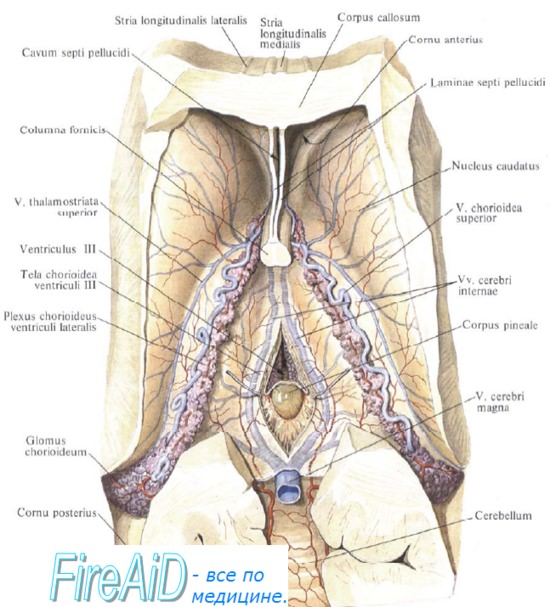 Stria longitudinalis lateralis
Stria
longitudinalis
medialis
Corpus callosum
Cavum septi pellucidi
Cornu anterius
Laminae septi pellucidi
Columna fornicis
Nucleus caudatus
V. thalamostriata
superior
V. chorioidea
superior
Ventriculus III
Tela chorioidea
ventriculi III
Vv. cerebri
internae
Plexus chorioideus
ventriculi lateralis
Corpus pineale
V. cerebri
magna
Glomus
chorioideum
Cornu posterius
Cerebellum
FireAiD - все по
медицине.